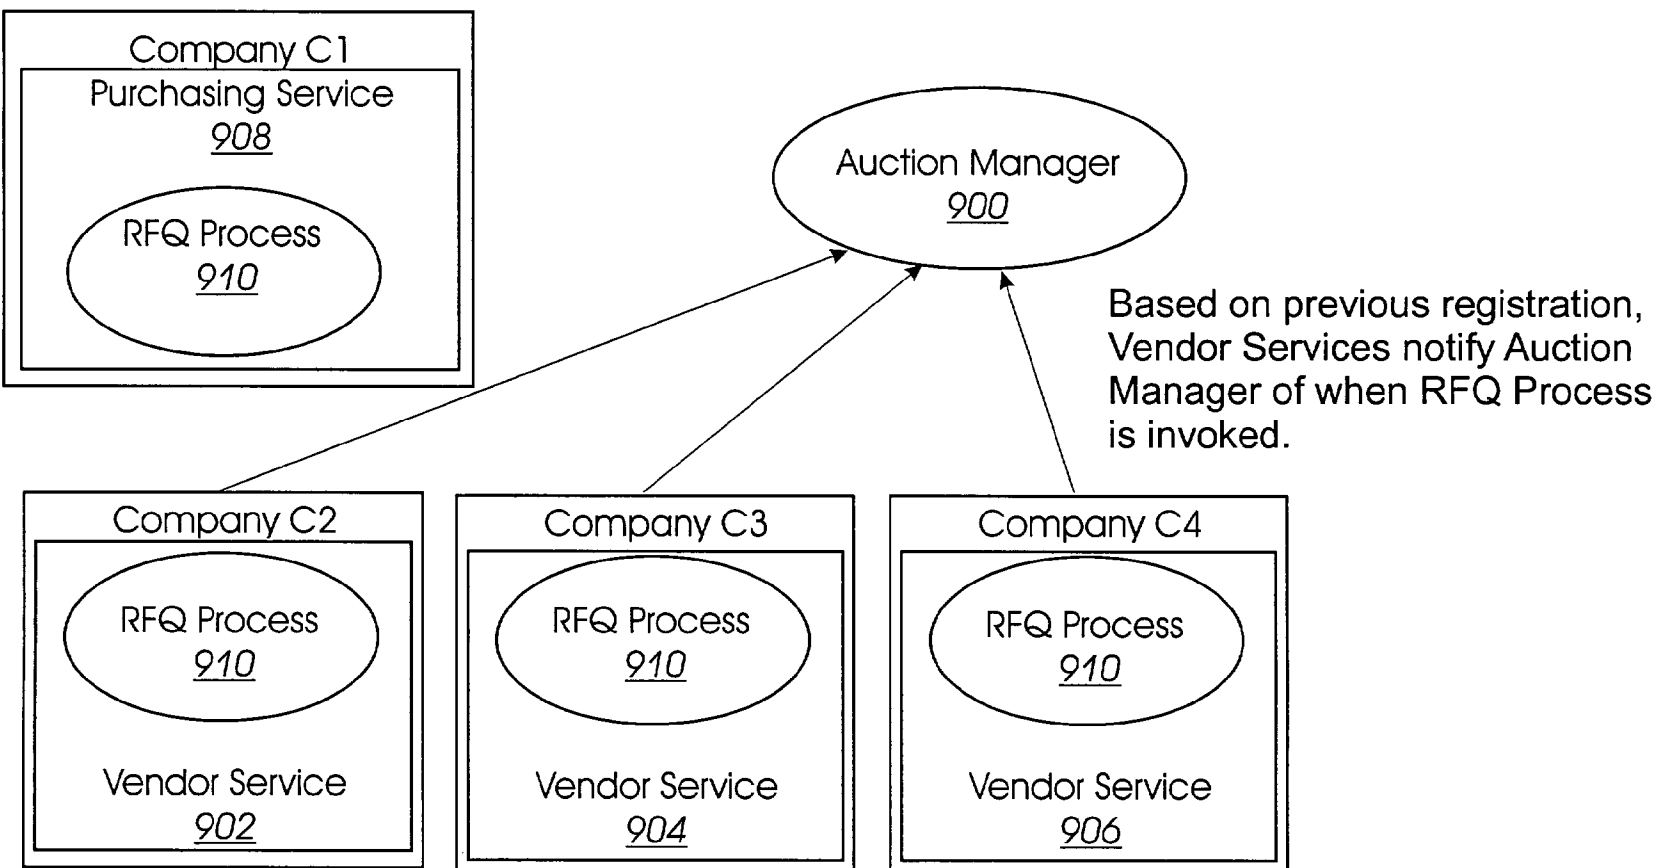 Company C1
Purchasing Service
908
RFQ Process
910
Auction Manager
900
Based on previous registration,
Vendor Services notify Auction
Manager of when RFQ Process
is invoked.
Company C2
RFQ Process
910
Vendor Service
902
Company C3
RFQ Process
910
Vendor Service
904
Company C4
RFQ Process
910
Vendor Service
906